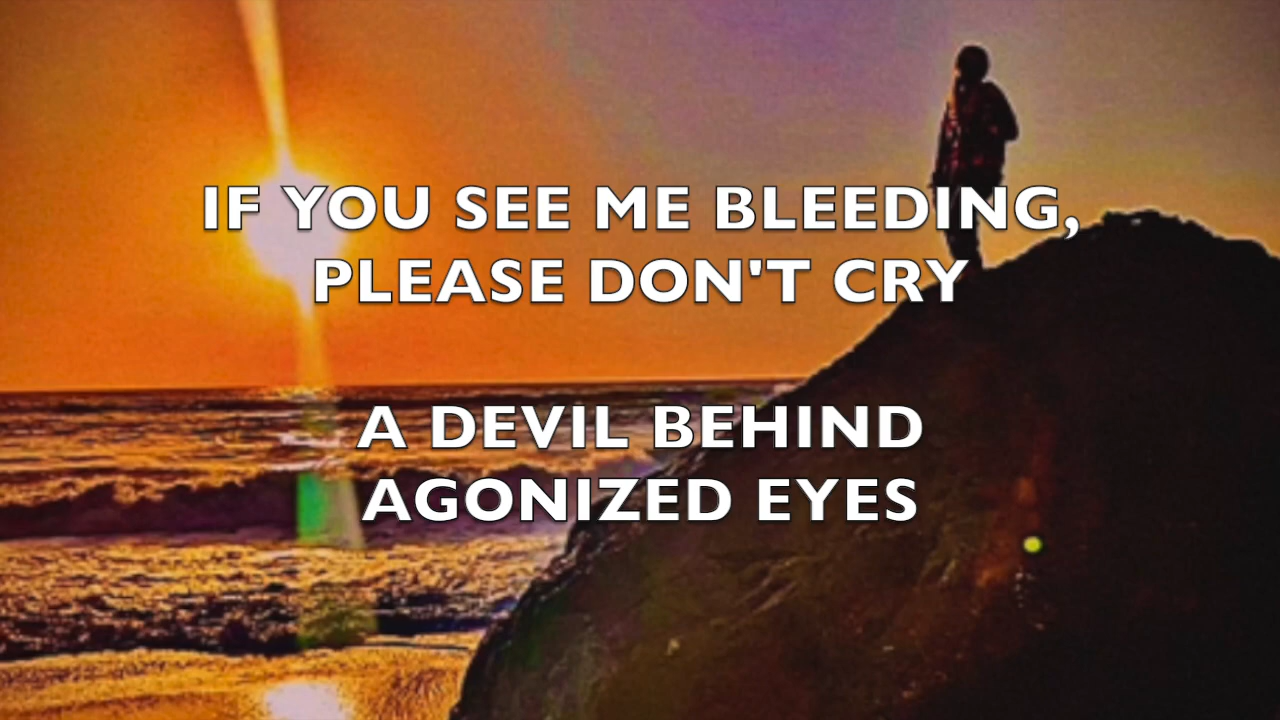 IF YOU SEE ME BLEEDING,
PLEASE DON'T CRY
A DEVIL BEHIND
AGONIZED EYES